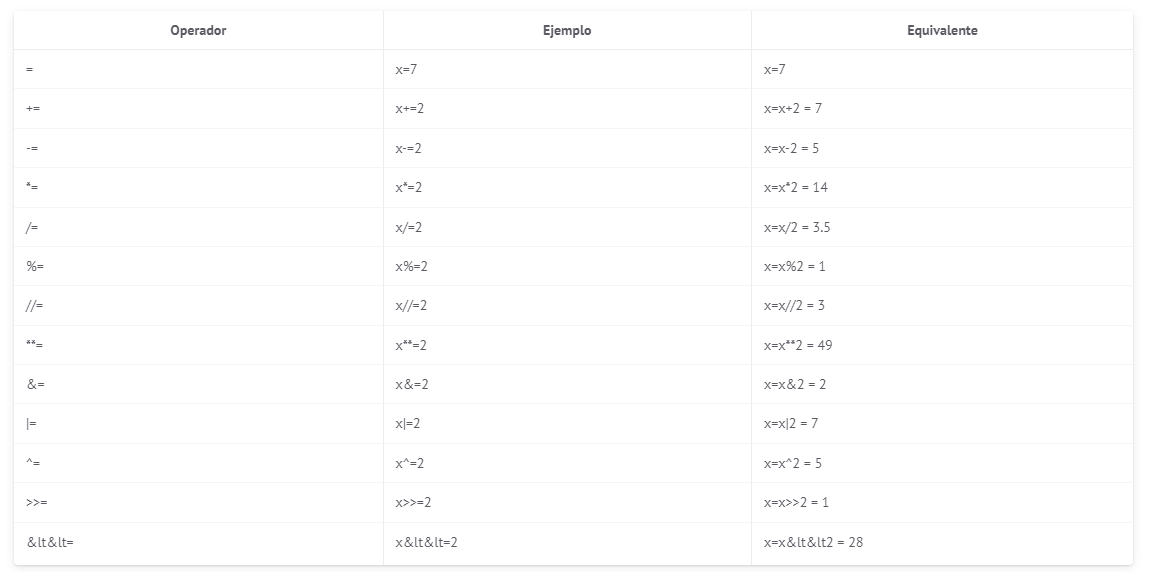 Operador Ejemplo Equivalente
= x=7 x=7
+= x+=2 x=x+2 = 7
-= x-=2 x=x-2 = 5
*= x*=2 x=x*2 = 14
/= x/=2 x=x/2 = 3.5
%= x%=2 x=x%2 = 1
//= x//=2 x=x//2 = 3
**= x**=2 x=x**2 = 49
&= x&=2 x=x&2 = 2
|= x|=2 x=x|2 = 7
^= x^=2 x=x^2 = 5
>>= x>>=2 x=x>>2 = 1
&lt&lt= x&lt&lt=2 x=x&lt&lt2 = 28